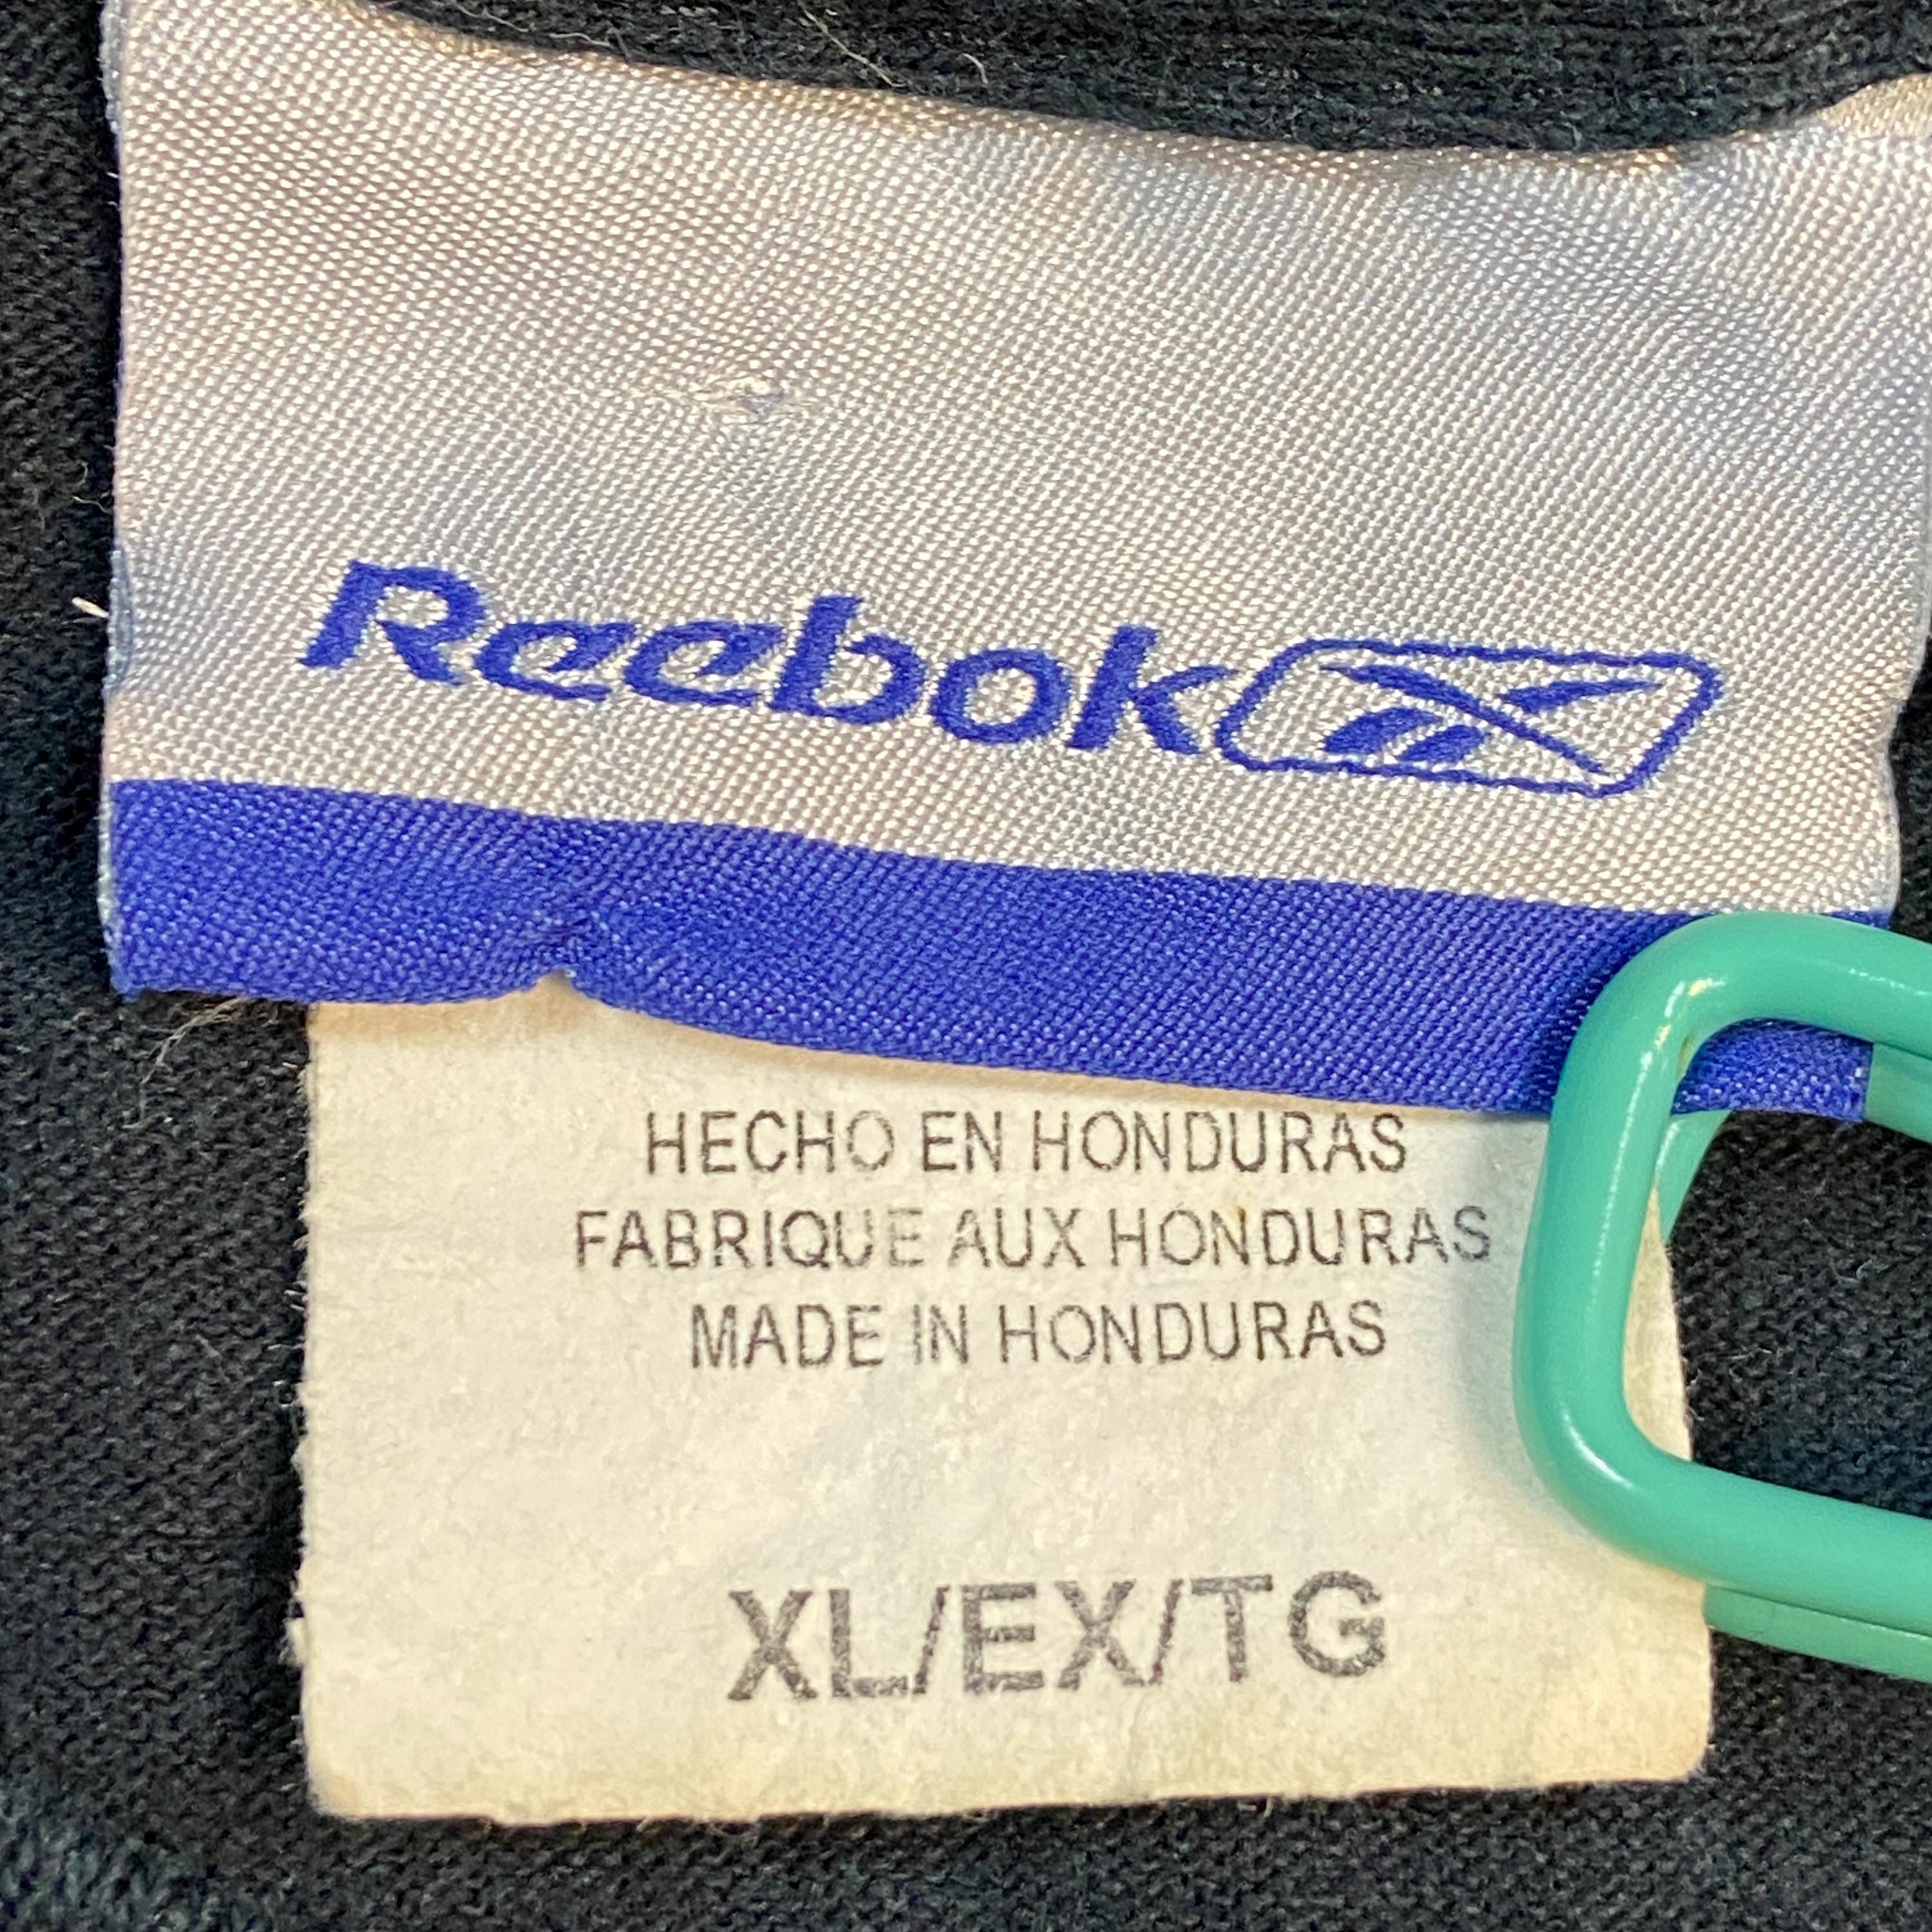 Reebok
HECHO EN HONDURAS
FABRIQUE AUX HONDURAS
MADE IN HONDURAS
XL/EX/TG